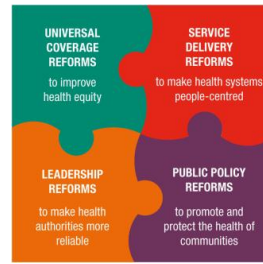 UNIVERSAL
COVERAGE
REFORMS
to improve
health equity
SERVICE
DELIVERY
REFORMS
to make health systems
people-centred
LEADERSHIP
REFORMS
to make health
authorities more
reliable
PUBLIC POLICY
REFORMS
to promote and
protect the health of
communities